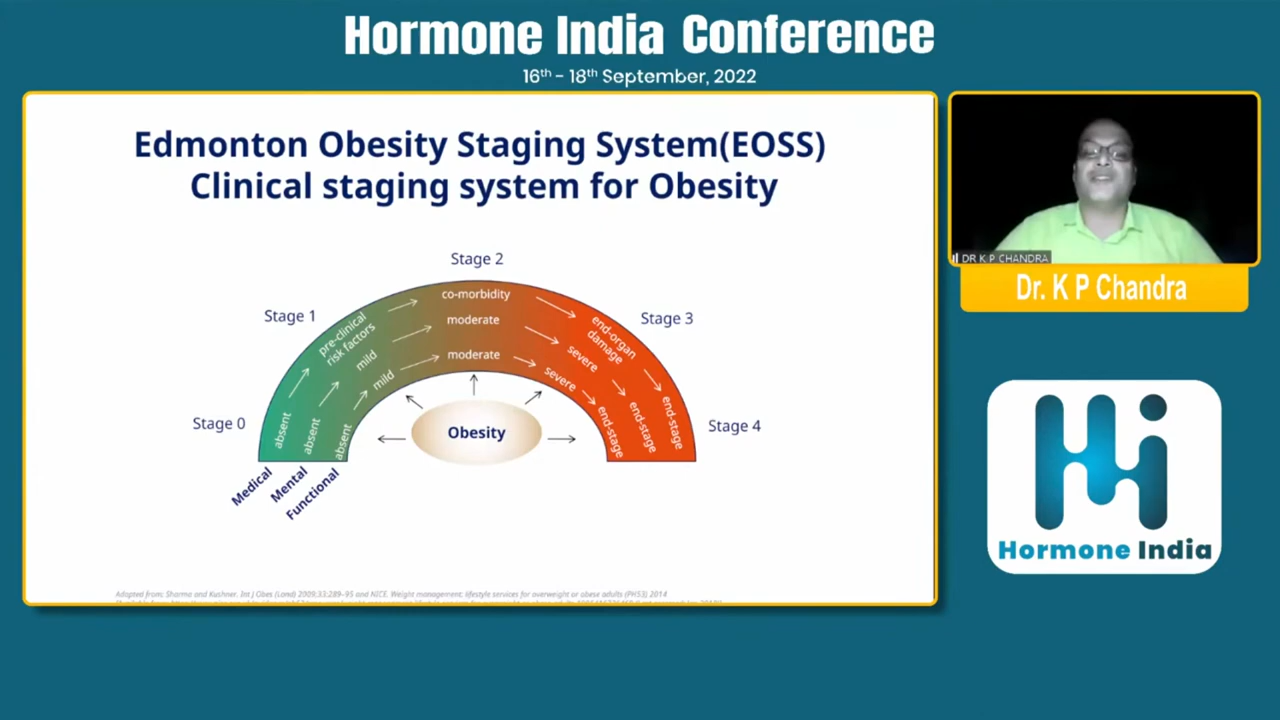 Hormone India Conference
16th - 18th September, 2022
Edmonton Obesity Staging System(EOSS)
Clinical staging system for Obesity
Stage 0
Stage 1
Stage 2
Stage 3
Stage 4
absent
pre-clinical
risk factors
co-morbidity
end-organ
damage
end-stage
absent
mild
moderate
severe
end-stage
absent
mild
moderate
severe
end-stage
Obesity
Medical
Mental
Functional
Adapted from: Sharma and Kushner. Int J Obes (Lond) 2009;33:289–95 and NICE. Weight management: lifestyle services for overweight or obese adults (PH53) 2014
DR K P CHANDRA
Dr. K P Chandra
Hormone India